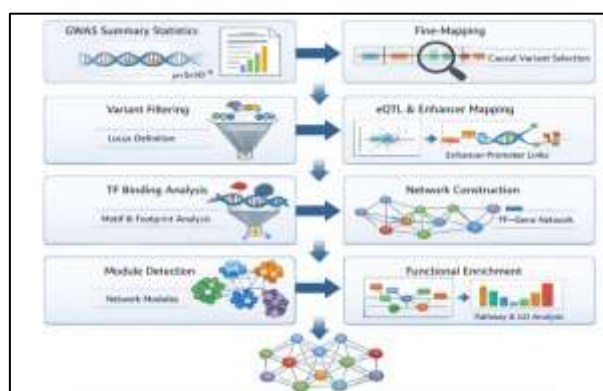 GWAS Summary Statistics
Fine-Mapping
Causal Variant Selection
Variant Filtering
Locus Definition
eQTL & Enhancer Mapping
Enhancer-Promoter Links
TF Binding Analysis
Motif & Footprint Analysis
Network Construction
TF-Gene Network
Module Detection
Network Modules
Functional Enrichment
Pathway & GO Analysis